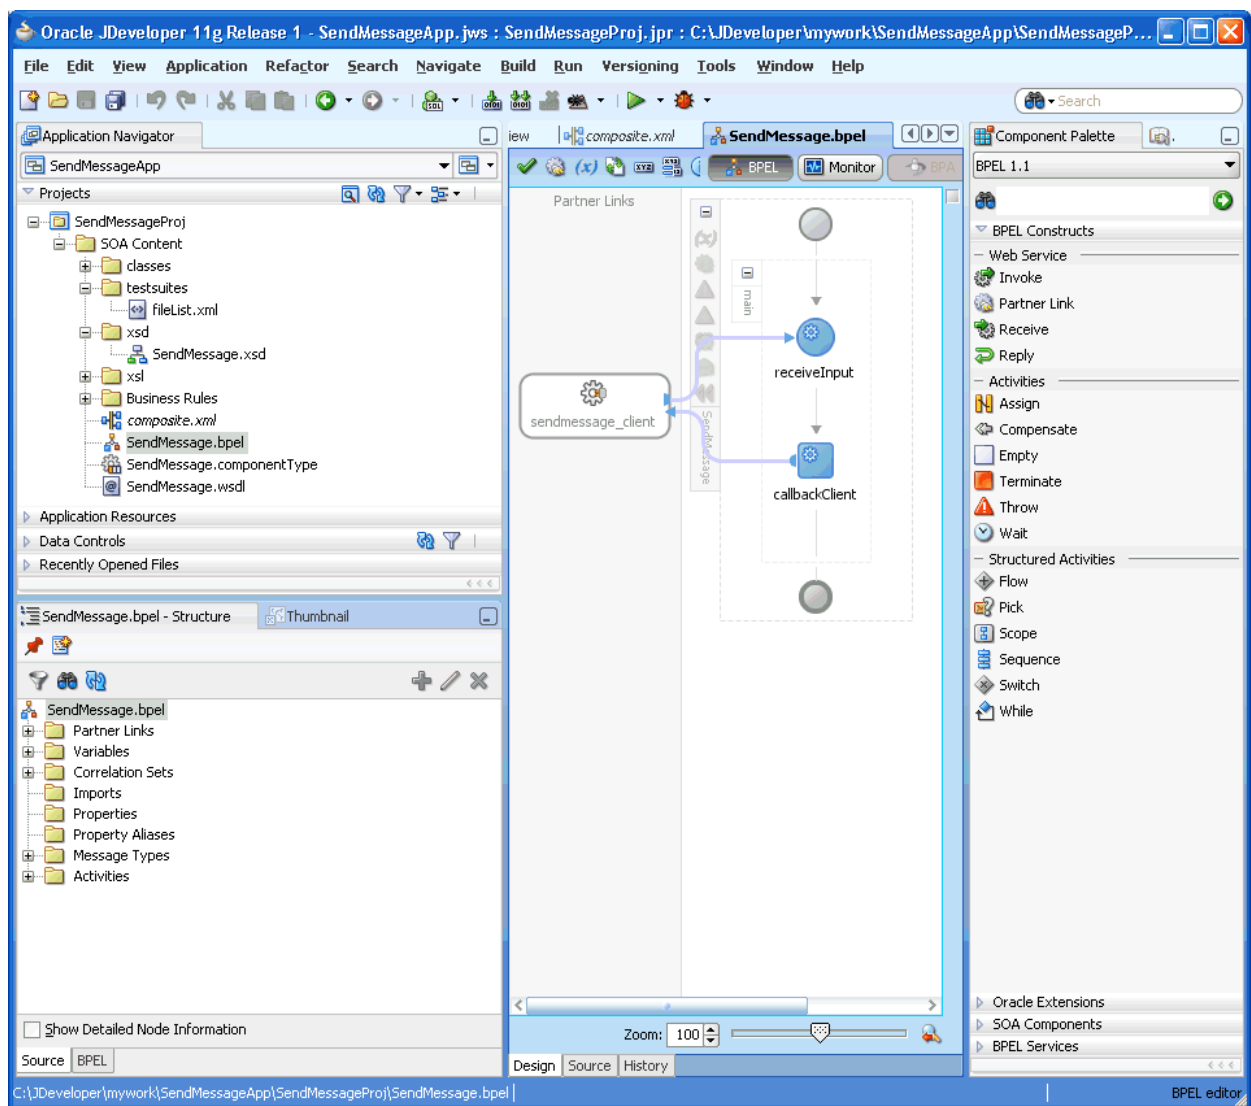 Oracle JDeveloper 11g Release 1 - SendMessageApp.jws : SendMessageProj.jpr : C:\JDeveloper\mywork\SendMessageApp\SendMessageP...
File Edit View Application Refactor Search Navigate Build Run Versioning Tools Window Help
Search
Application Navigator
SendMessageApp
Projects
SendMessageProj
SOA Content
classes
testsuites
fileList.xml
xsd
SendMessage.xsd
xsl
Business Rules
composite.xml
SendMessage.bpel
SendMessage.componentType
SendMessage.wsdl
Application Resources
Data Controls
Recently Opened Files
SendMessage.bpel - Structure Thumbnail
SendMessage.bpel
Partner Links
Variables
Correlation Sets
Imports
Properties
Property Aliases
Message Types
Activities
Show Detailed Node Information
Source BPEL
iew composite.xml SendMessage.bpel
(x) XYZ BPEL Monitor BPA
Partner Links
(x)
main
receiveInput
sendmessage_client
SendMessage
callbackClient
Zoom: 100
Design Source History
Component Palette
BPEL 1.1
BPEL Constructs
Web Service
Invoke
Partner Link
Receive
Reply
Activities
Assign
Compensate
Empty
Terminate
Throw
Wait
Structured Activities
Flow
Pick
Scope
Sequence
Switch
While
Oracle Extensions
SOA Components
BPEL Services
C:\JDeveloper\mywork\SendMessageApp\SendMessageProj\SendMessage.bpel
BPEL editor